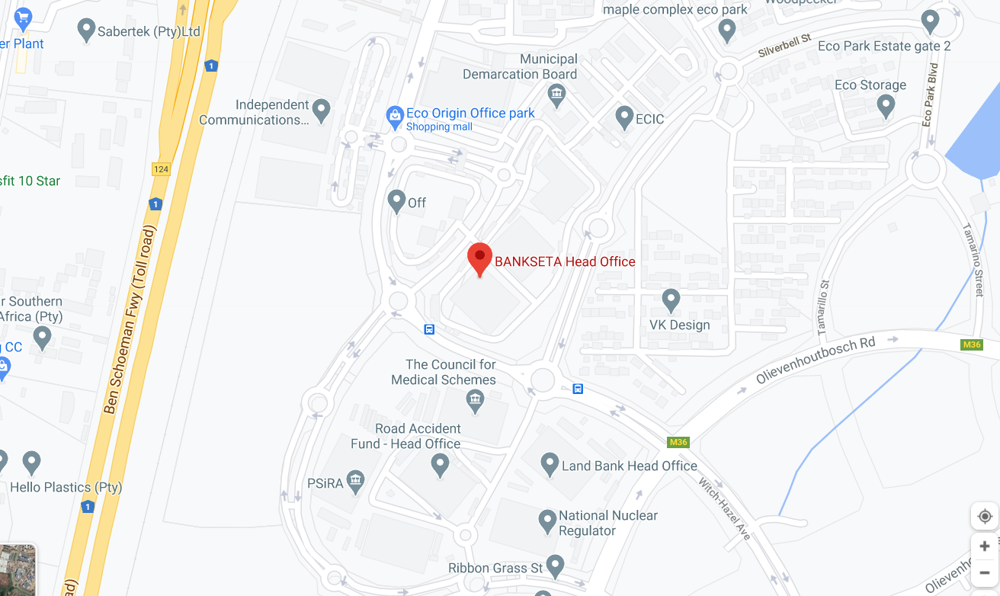 maple complex eco park
Woodpecker
Sabertek (Pty)Ltd
er Plant
Silverbell St
Eco Park Estate gate 2
1
Municipal
Demarcation Board
Eco Storage
Eco Park Blvd
Independent
Communications...
Eco Origin Office park
Shopping mall
ECIC
124
sfit 10 Star
1
Off
Ben Schoeman Fwy (Toll road)
BANKSETA Head Office
Tamarino Street
Tamarillo St
r Southern
Africa (Pty)
VK Design
CC
Olievenhoutbosch Rd
M36
The Council for
Medical Schemes
Road Accident
Fund - Head Office
M36
Land Bank Head Office
PSiRA
Hello Plastics (Pty)
1
Witch-Hazel Ave
National Nuclear
Regulator
Ribbon Grass St
Olievenho
ad)